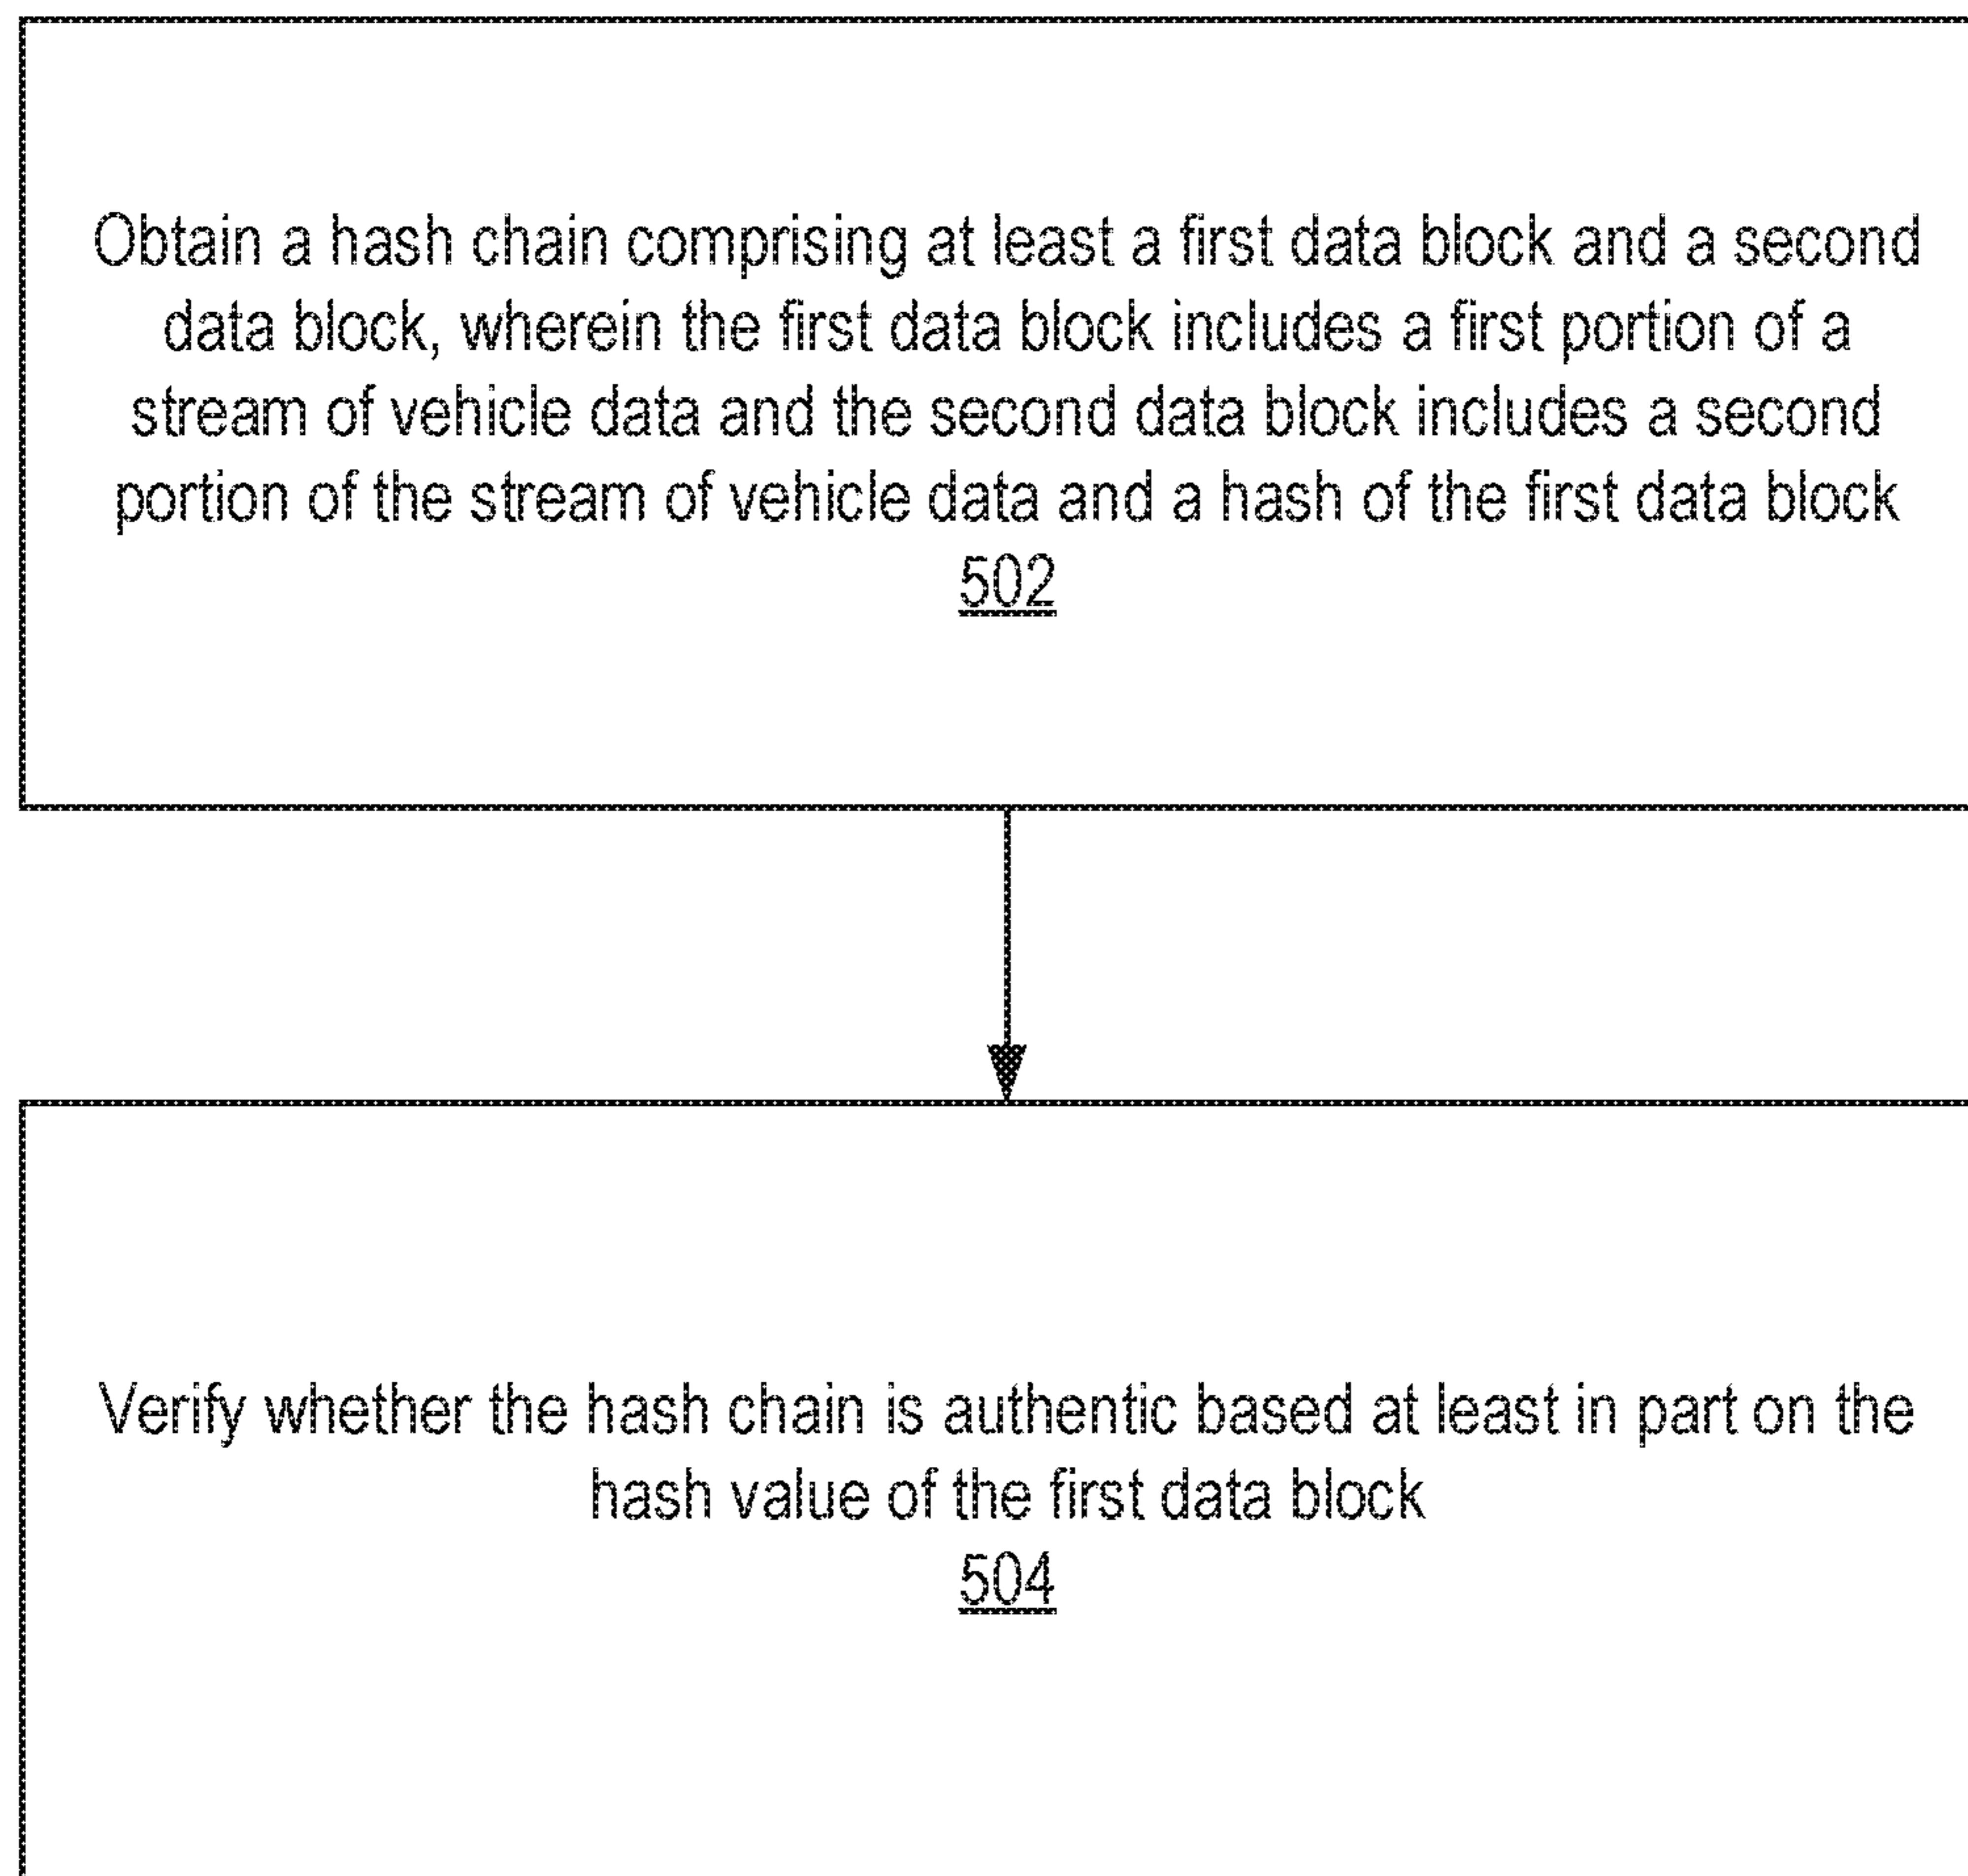 Obtain a hash chain comprising at least a first data block and a second
data block, wherein the first data block includes a first portion of a
stream of vehicle data and the second data block includes a second
portion of the stream of vehicle data and a hash of the first data block
502
Verify whether the hash chain is authentic based at least in part on the
hash value of the first data block
504